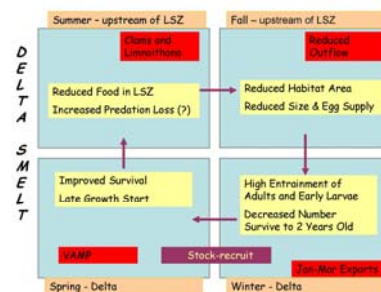 Summer – upstream of LSZ
Fall – upstream of LSZ
DELTA SMELT
Clams and
Limnoithona
Reduced Food in LSZ
Increased Predation Loss (?)
Reduced
Outflow
Reduced Habitat Area
Reduced Size & Egg Supply
Improved Survival
Late Growth Start
VAMP
Stock-recruit
High Entrainment of
Adults and Early Larvae
Decreased Number
Survive to 2 Years Old
Jan-Mar Exports
Spring - Delta
Winter - Delta